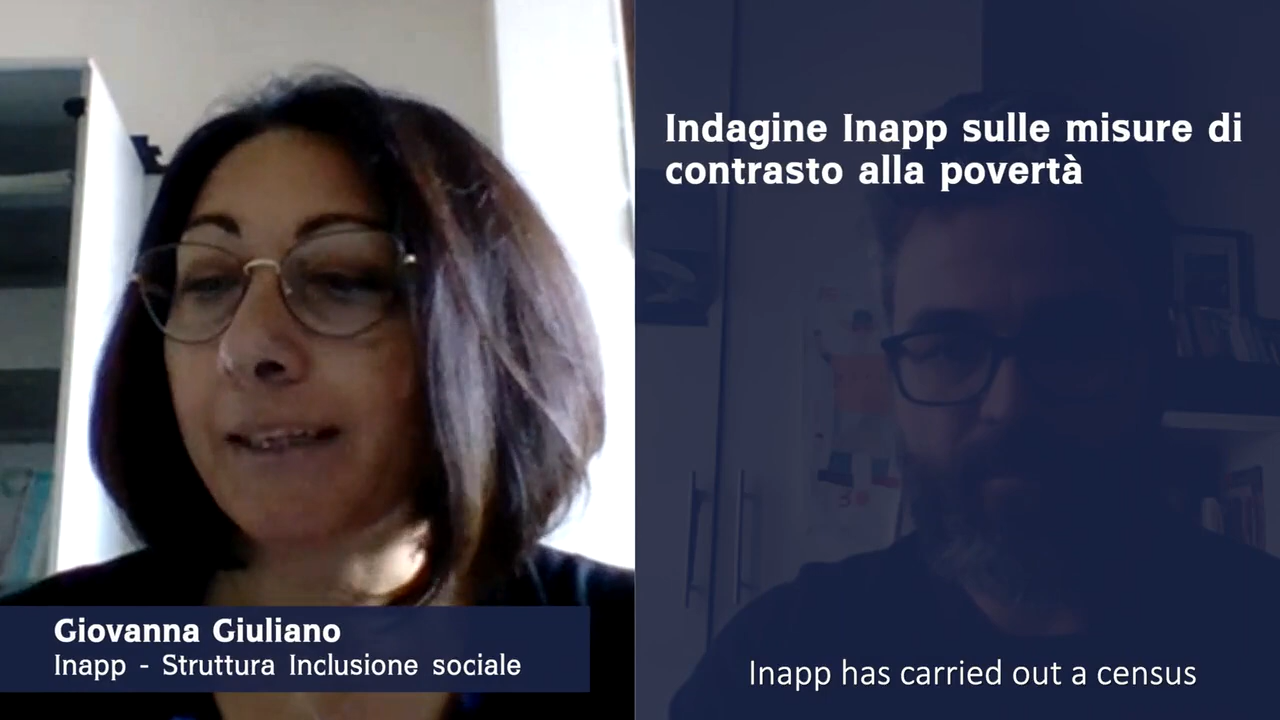 Indagine Inapp sulle misure di
contrasto alla povertà
Giovanna Giuliano
Inapp - Struttura Inclusione sociale
Inapp has carried out a census